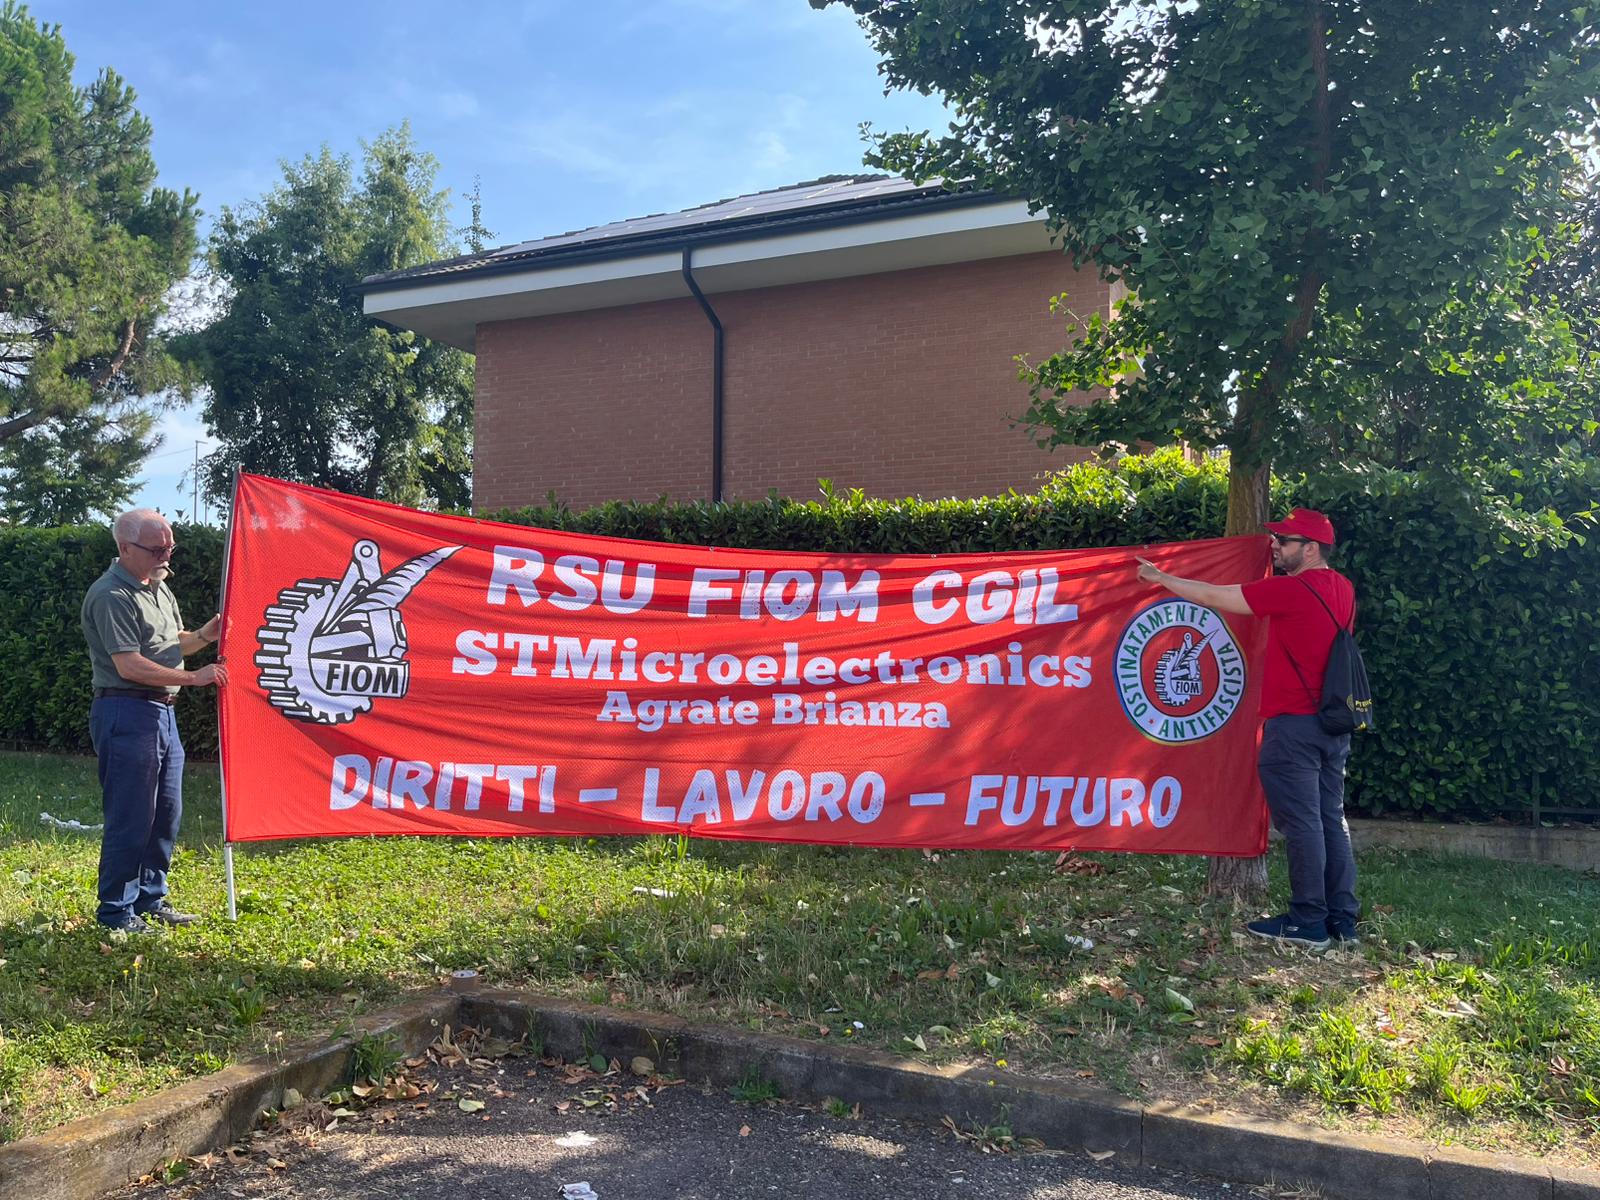 RSU FIOM CGIL
STMicroelectronics
Agrate Brianza
DIRITTI – LAVORO – FUTURO
FIOM
OSTINATAMENTE ANTIFASCISTA
FIOM